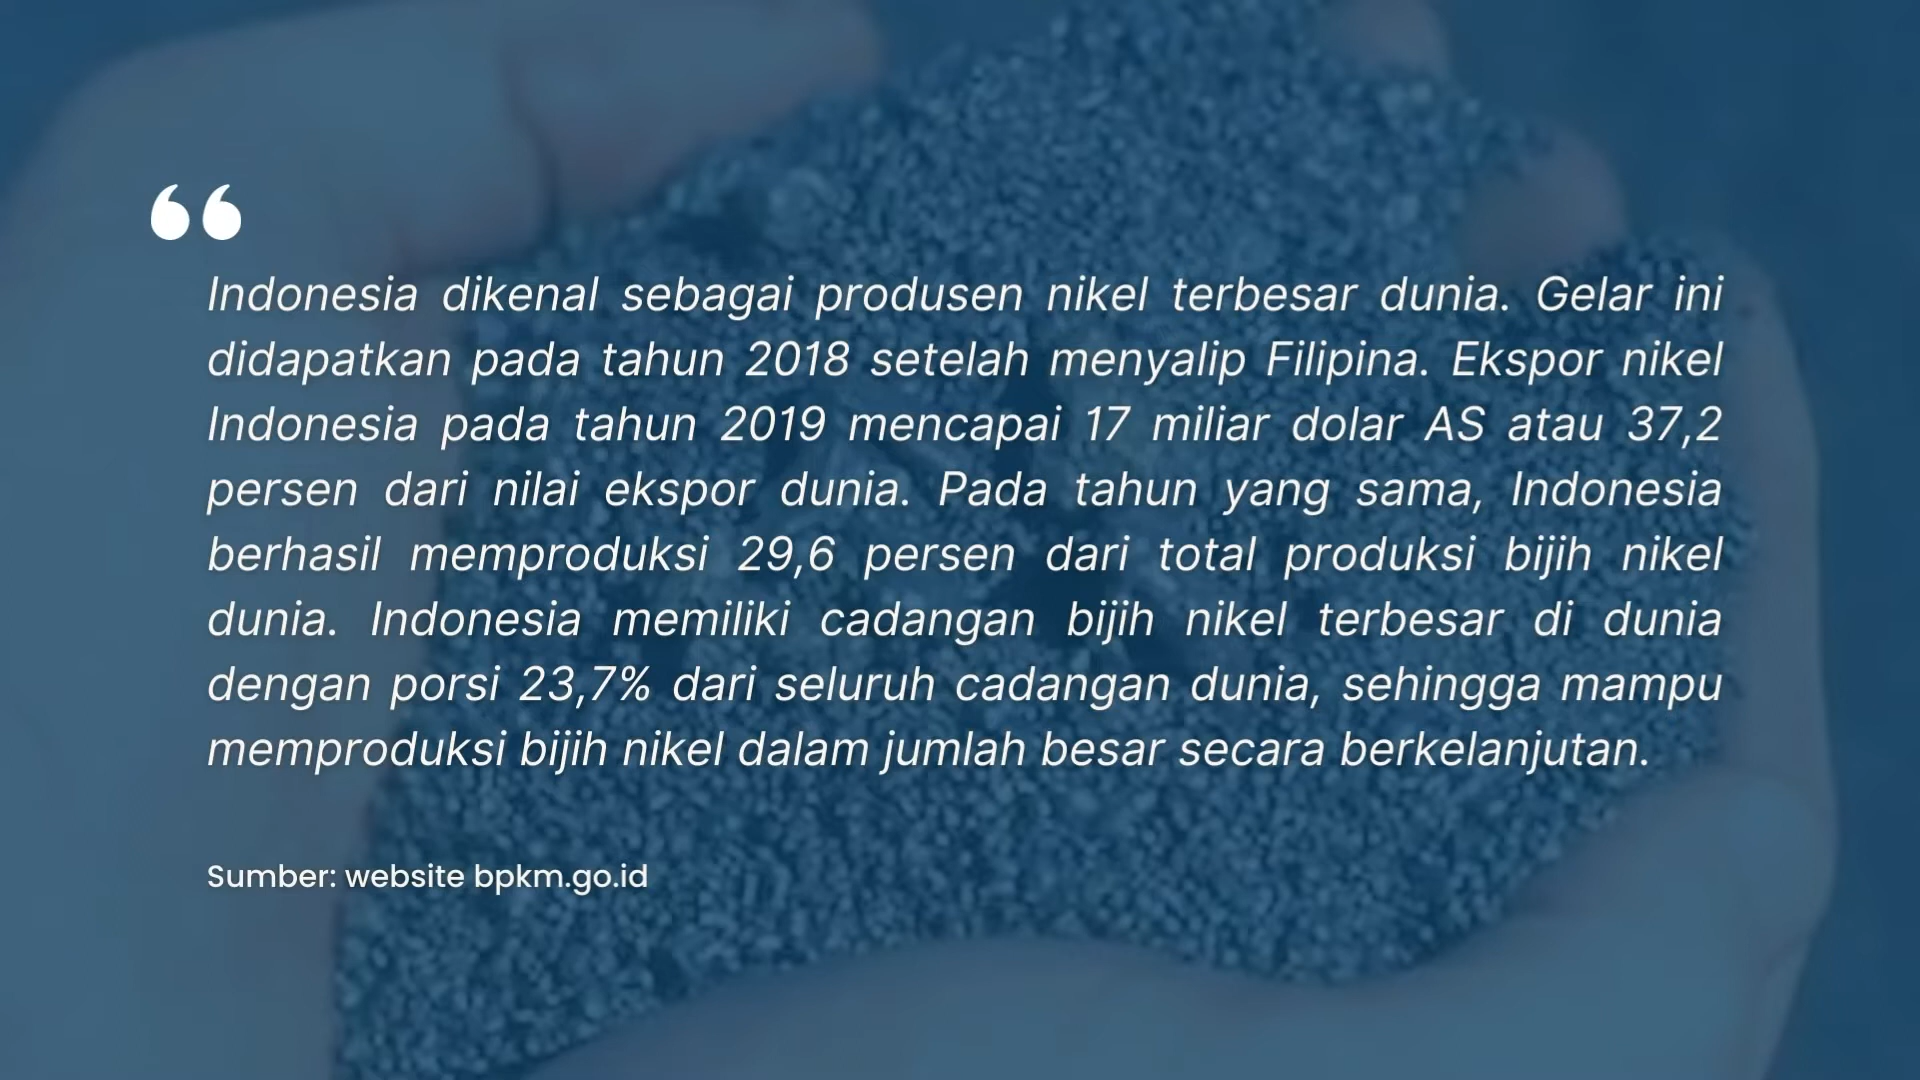 “
Indonesia dikenal sebagai produsen nikel terbesar dunia. Gelar ini
didapatkan pada tahun 2018 setelah menyalip Filipina. Ekspor nikel
Indonesia pada tahun 2019 mencapai 17 miliar dolar AS atau 37,2
persen dari nilai ekspor dunia. Pada tahun yang sama, Indonesia
berhasil memproduksi 29,6 persen dari total produksi bijih nikel
dunia. Indonesia memiliki cadangan bijih nikel terbesar di dunia
dengan porsi 23,7% dari seluruh cadangan dunia, sehingga mampu
memproduksi bijih nikel dalam jumlah besar secara berkelanjutan.
Sumber: website bpkm.go.id